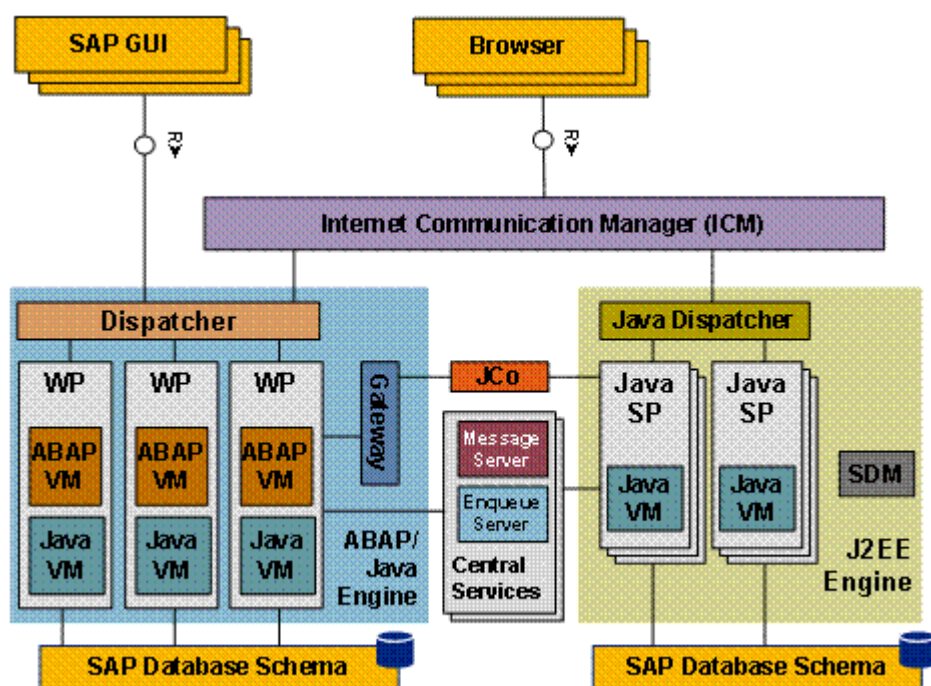 SAP GUI
Browser
R
R
Internet Communication Manager (ICM)
Dispatcher
Java Dispatcher
WP
WP
WP
Gateway
JCo
Java
SP
Java
SP
ABAP
VM
ABAP
VM
ABAP
VM
Message
Server
Enqueue
Server
Central
Services
Java
VM
Java
VM
SDM
Java
VM
Java
VM
Java
VM
ABAP/
Java
Engine
J2EE
Engine
SAP Database Schema
SAP Database Schema